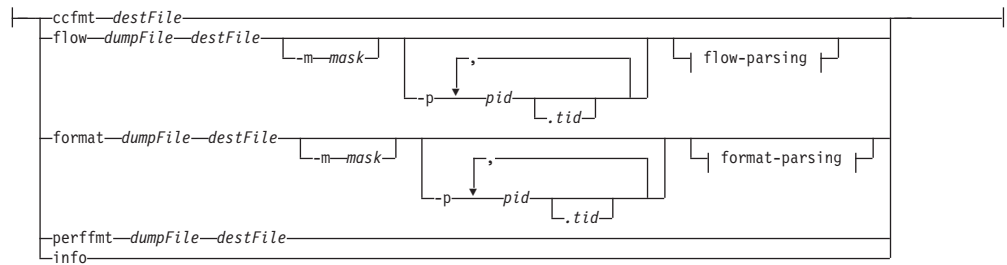 ccfmt destFile
flow dumpFile destFile
-m mask
,
flow-parsing
-p pid
.tid
format dumpFile destFile
-m mask
,
format-parsing
-p pid
.tid
perffmt dumpFile destFile
info